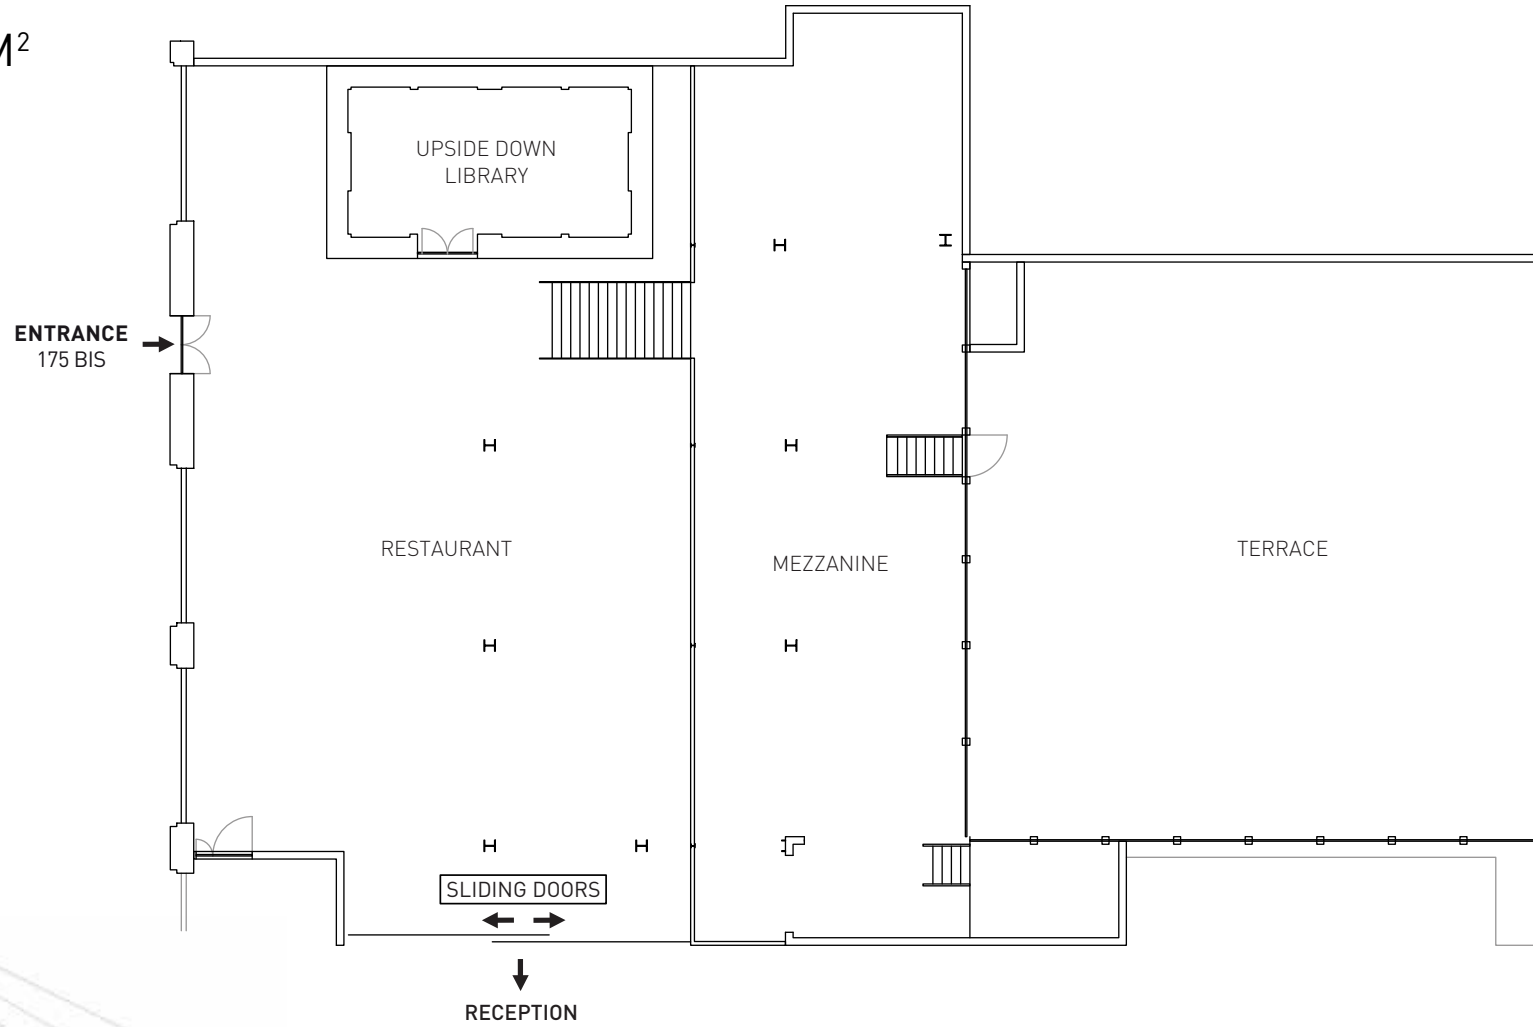 M²
UPSIDE DOWN
LIBRARY
ENTRANCE
175 BIS
RESTAURANT
MEZZANINE
TERRACE
SLIDING DOORS
RECEPTION